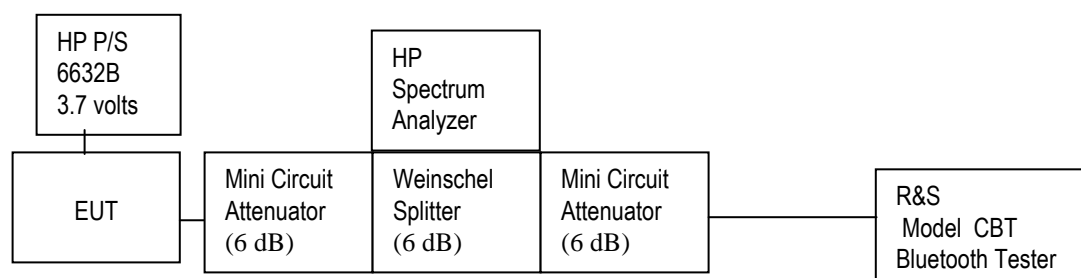 HP P/S
6632B
3.7 volts
HP
Spectrum
Analyzer
EUT
Mini Circuit
Attenuator
(6 dB)
Weinschel
Splitter
(6 dB)
Mini Circuit
Attenuator
(6 dB)
R&S
Model CBT
Bluetooth Tester